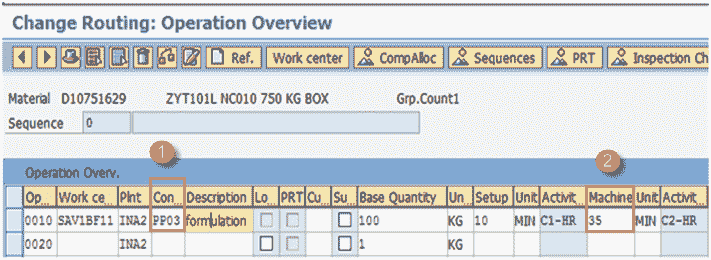 Change Routing: Operation Overview
Ref. Work center CompAlloc Sequences PRT Inspection Ch
Material D10751629 ZYT101L NC010 750 KG BOX Grp.Count1
Sequence 0
1 2
Operation Overv.
Op... Work ce... Plnt Con... Description Lo... PRT Cu... Su... Base Quantity Un... Setup Unit Activit... Machine Unit Activit
0010 SAV1BF11 INA2 PP03 formulation 100 KG 10 MIN C1-HR 35 MIN C2-HR
0020 INA2 1 KG